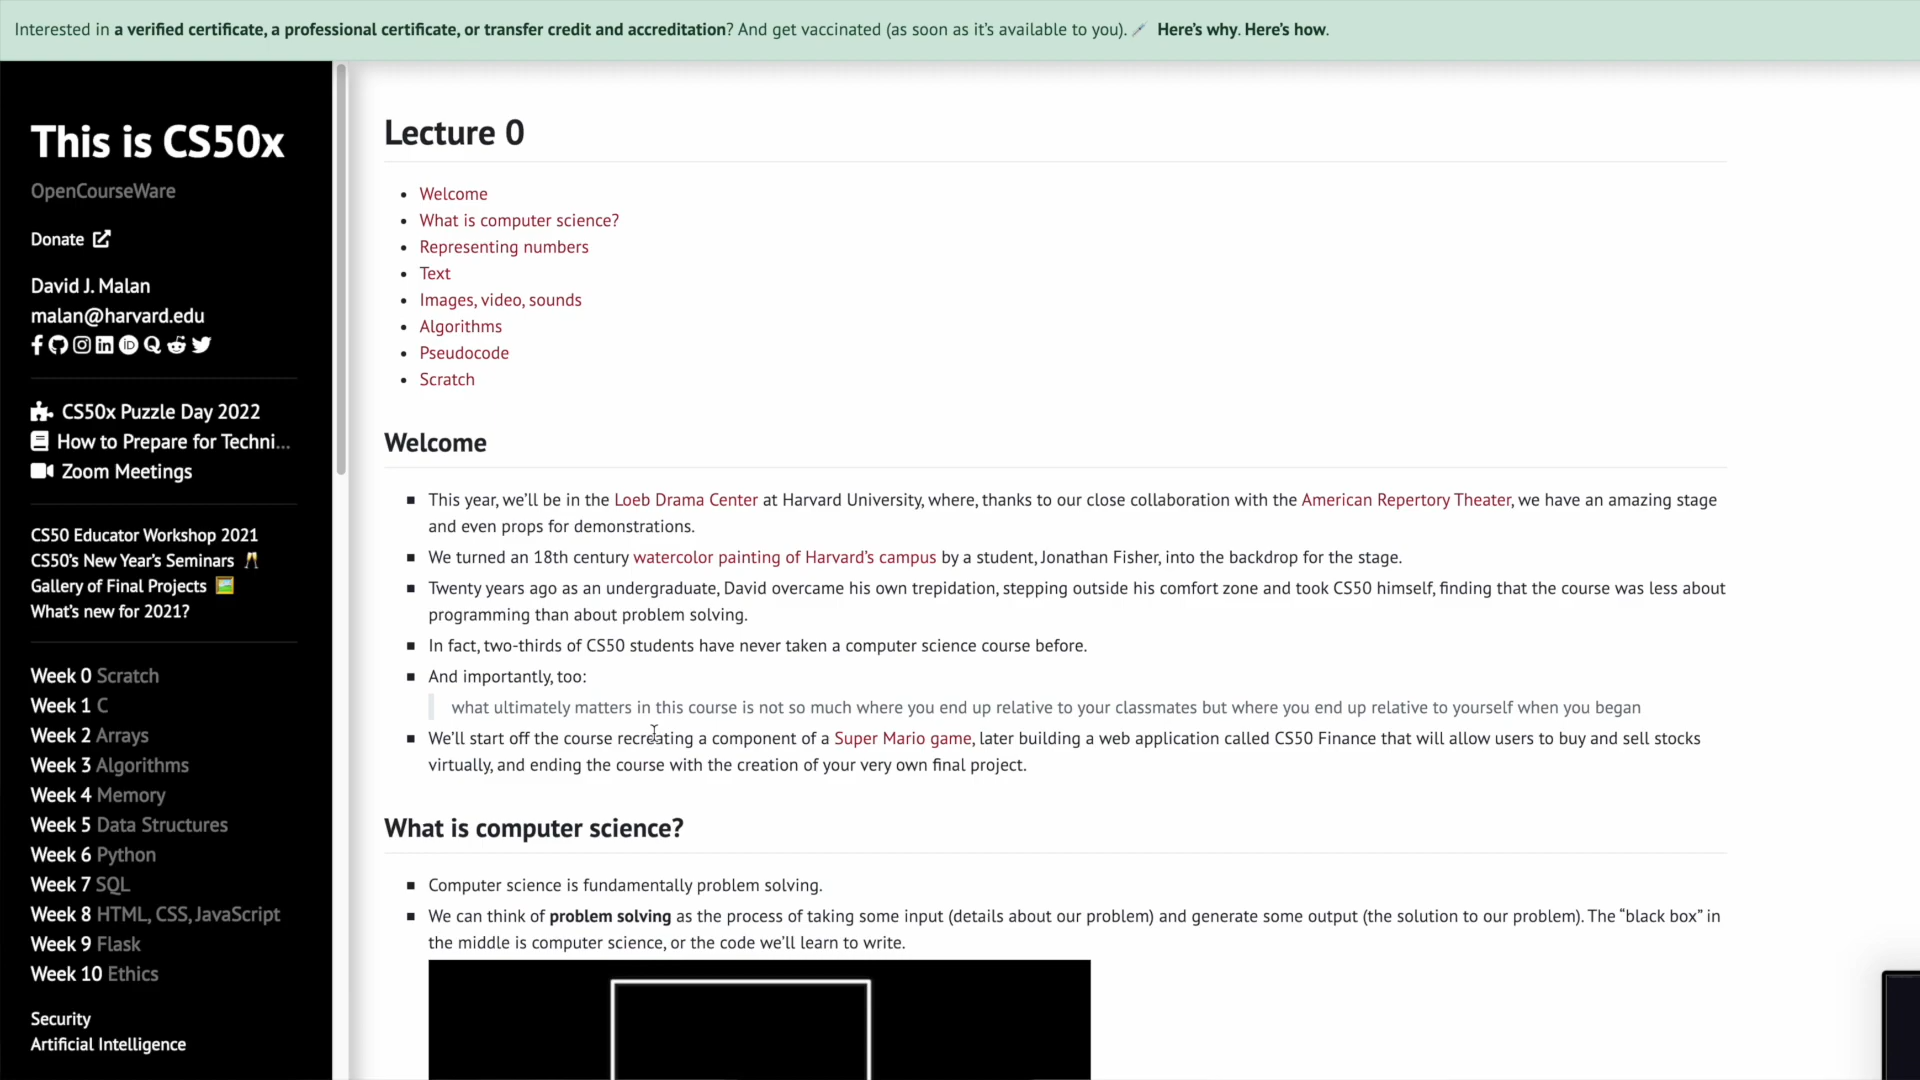 Interested in a verified certificate, a professional certificate, or transfer credit and accreditation? And get vaccinated (as soon as it's available to you). Here's why. Here's how.
This is CS50x
OpenCourseWare
Donate
David J. Malan
malan@harvard.edu
CS50x Puzzle Day 2022
How to Prepare for Techni...
Zoom Meetings
CS50 Educator Workshop 2021
CS50's New Year's Seminars 🥂
Gallery of Final Projects 🖼️
What's new for 2021?
Week 0 Scratch
Week 1 C
Week 2 Arrays
Week 3 Algorithms
Week 4 Memory
Week 5 Data Structures
Week 6 Python
Week 7 SQL
Week 8 HTML, CSS, JavaScript
Week 9 Flask
Week 10 Ethics
Security
Artificial Intelligence
Lecture 0
Welcome
What is computer science?
Representing numbers
Text
Images, video, sounds
Algorithms
Pseudocode
Scratch
Welcome
This year, we'll be in the Loeb Drama Center at Harvard University, where, thanks to our close collaboration with the American Repertory Theater, we have an amazing stage
and even props for demonstrations.
We turned an 18th century watercolor painting of Harvard's campus by a student, Jonathan Fisher, into the backdrop for the stage.
Twenty years ago as an undergraduate, David overcame his own trepidation, stepping outside his comfort zone and took CS50 himself, finding that the course was less about
programming than about problem solving.
In fact, two-thirds of CS50 students have never taken a computer science course before.
And importantly, too:
what ultimately matters in this course is not so much where you end up relative to your classmates but where you end up relative to yourself when you began
We'll start off the course recreating a component of a Super Mario game, later building a web application called CS50 Finance that will allow users to buy and sell stocks
virtually, and ending the course with the creation of your very own final project.
What is computer science?
Computer science is fundamentally problem solving.
We can think of problem solving as the process of taking some input (details about our problem) and generate some output (the solution to our problem). The “black box” in
the middle is computer science, or the code we'll learn to write.